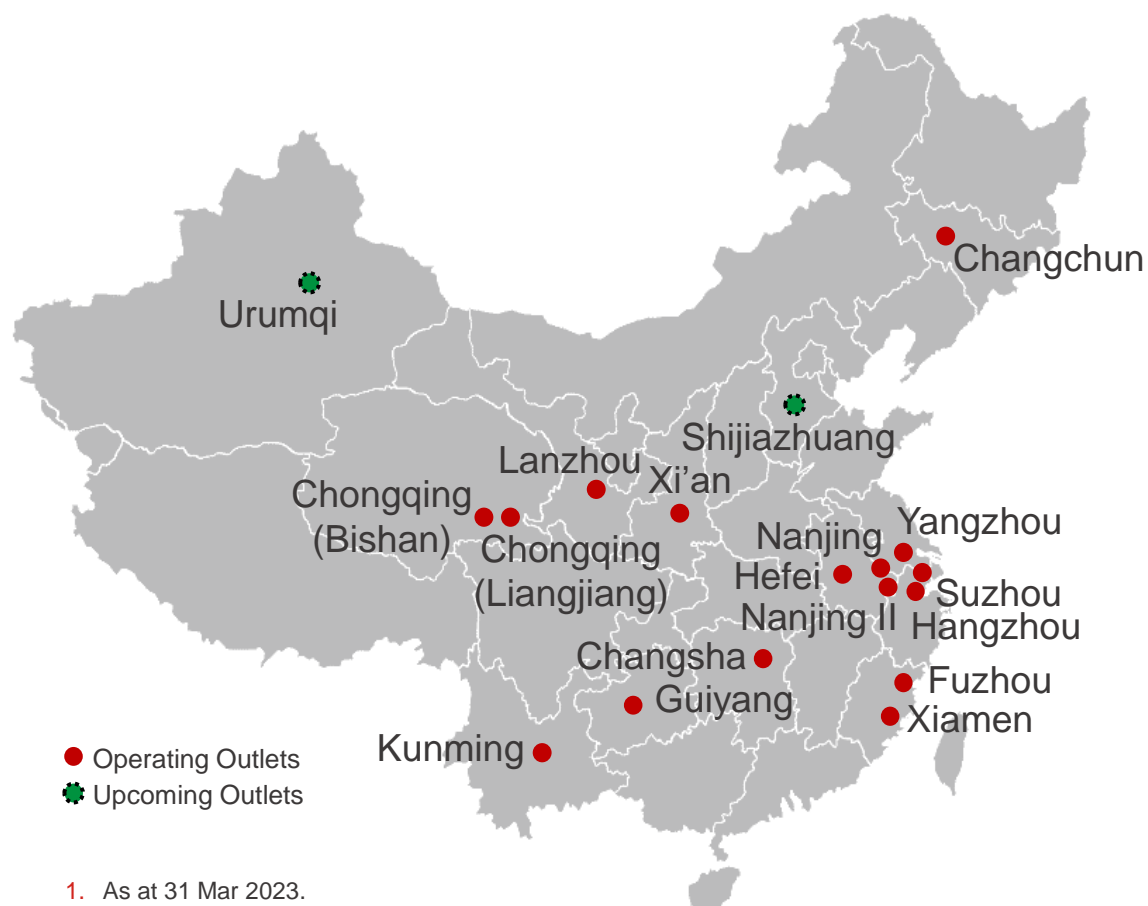 Changchun
Urumqi
Shijiazhuang
Lanzhou
Xi’an
Chongqing
(Bishan)
Chongqing
(Liangjiang)
Yangzhou
Nanjing
Hefei
Suzhou
Nanjing II
Hangzhou
Changsha
Fuzhou
Guiyang
Xiamen
Kunming
Operating Outlets
Upcoming Outlets
1. As at 31 Mar 2023.